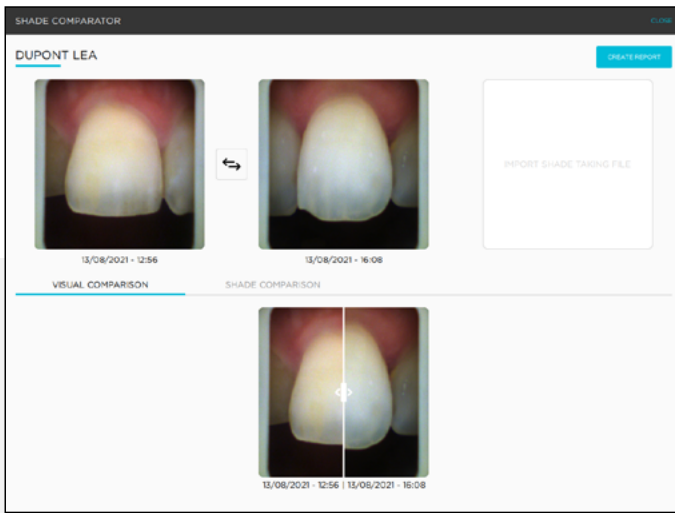 SHADE COMPARATOR
CLOSE
DUPONT LEA
CREATE REPORT
IMPORT SHADE TAKING FILE
13/08/2021 - 12:56
13/08/2021 - 16:08
VISUAL COMPARISON
SHADE COMPARISON
13/08/2021 - 12:56 | 13/08/2021 - 16:08